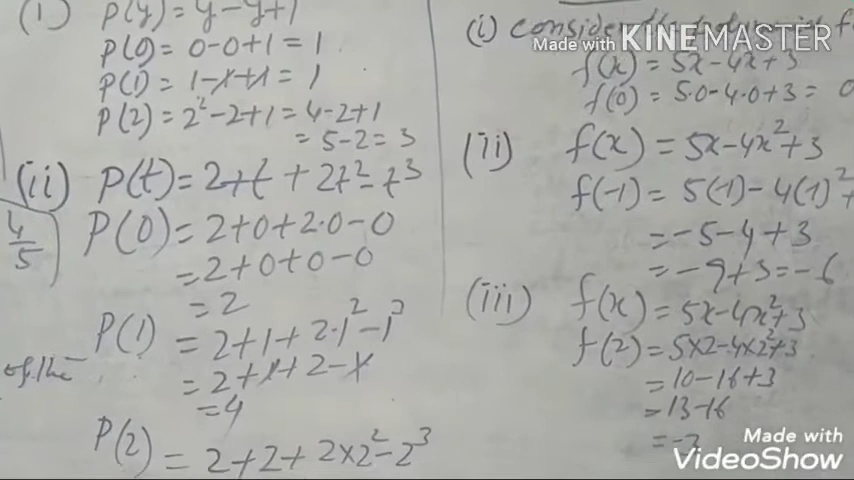 (1) P(y) = y - y + 1
P(0) = 0-0+1 = 1
P(1) = 1-1+1 = 1
P(2) = 2²-2+1 = 4-2+1
= 5-2 = 3
(ii) P(t) = 2+t + 2t²-t³
4/5
P(0) = 2+0+2·0-0
= 2+0+0-0
= 2
P(1) = 2+1+2·1²-1³
of the
= 2+1+2-1
= 4
P(2) = 2+2+2×2²-2³
(i) consider the
Made with KINEMASTER
f(x) = 5x-4x+3
f(0) = 5·0-4·0+3 =
(ii) f(x) = 5x-4x²+3
f(-1) = 5(-1)-4(1)²+
= -5-4+3
= -9+3 = -6
(iii) f(x) = 5x-4x²+3
f(2) = 5×2-4×2²+3
= 10-16+3
= 13-16
= -3
Made with
VideoShow